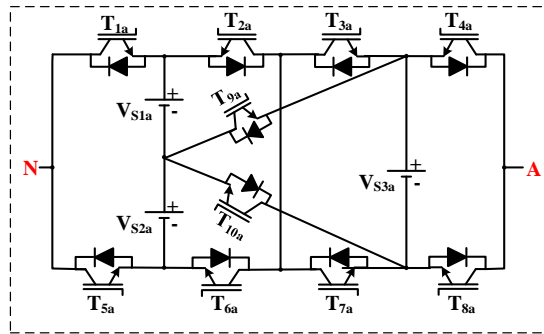 T1a T2a T3a T4a
+
VS1a
-
T9a
N
+
VS3a
-
A
+
VS2a
-
T10a
T5a T6a T7a T8a